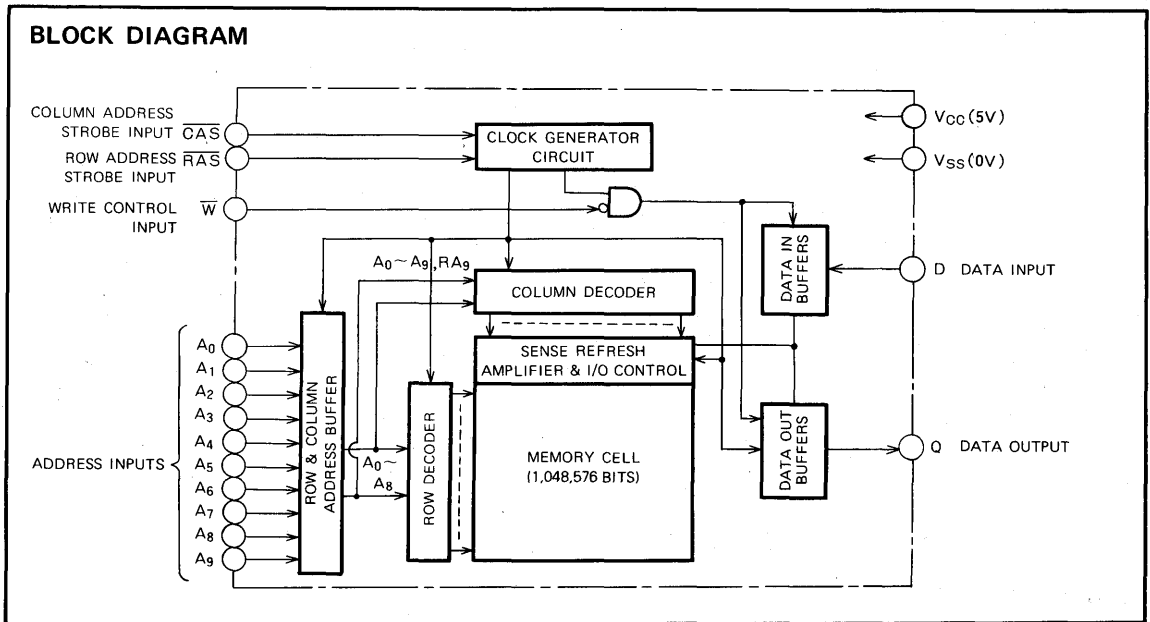 BLOCK DIAGRAM
COLUMN ADDRESS
STROBE INPUT C̅A̅S̅
ROW ADDRESS R̅A̅S̅
STROBE INPUT
WRITE CONTROL W̅
INPUT
CLOCK GENERATOR
CIRCUIT
VCC(5V)
VSS(0V)
A0~A9,RA9
COLUMN DECODER
DATA IN
BUFFERS
D DATA INPUT
SENSE REFRESH
AMPLIFIER & I/O CONTROL
ADDRESS INPUTS
A0
A1
A2
A3
A4
A5
A6
A7
A8
A9
ROW & COLUMN
ADDRESS BUFFER
A0~
A8
ROW DECODER
MEMORY CELL
(1,048,576 BITS)
DATA OUT
BUFFERS
Q DATA OUTPUT